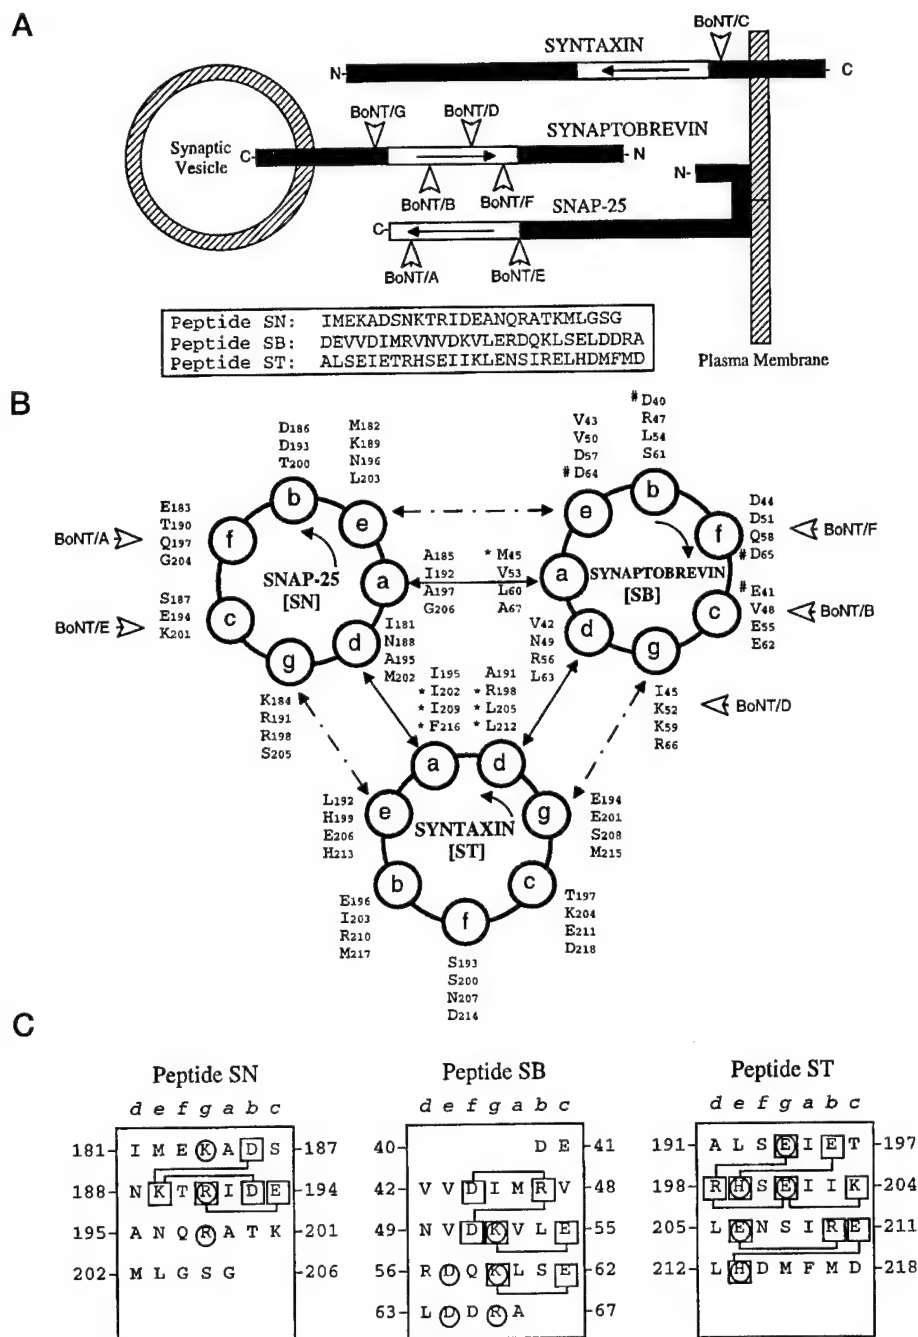 A
BoNT/C
SYNTAXIN
N-
C
BoNT/G
BoNT/D
SYNAPTOBREVIN
Synaptic
Vesicle
C-
-N
N-
BoNT/B
BoNT/F
SNAP-25
C-
BoNT/A
BoNT/E
Peptide SN: IMEKADSNKTRIDEANQRATKMLGSG
Peptide SB: DEVVDIMRVNVDKVLERDQKLSELDDRA
Peptide ST: ALSEIETRHSEIIKLENSIRELHDMFMD
Plasma Membrane
B
D186
D193
T200
M182
K189
N196
L203
V43
V50
D57
# D64
# D40
R47
L54
S61
E183
T190
Q197
G204
BoNT/A
S187
E194
K201
BoNT/E
b
e
f
a
c
d
g
SNAP-25
[SN]
A185
I192
A197
G206
* M45
V53
L60
A67
e
b
f
a
c
d
g
SYNAPTOBREVIN
[SB]
D44
D51
Q58
# D65
BoNT/F
# E41
V48
E55
E62
BoNT/B
I181
N188
A195
M202
V42
N49
R56
L63
K184
R191
R198
S205
I195
* I202
* I209
* F216
A191
* R198
* L205
* L212
I45
K52
K59
R66
BoNT/D
a
d
e
g
b
c
f
SYNTAXIN
[ST]
L192
H199
E206
H213
E194
E201
S208
M215
E196
I203
R210
M217
T197
K204
E211
D218
S193
S200
N207
D214
C
Peptide SN
d e f g a b c
181 I M E K A D S 187
188 N K T R I D E 194
195 A N Q R A T K 201
202 M L G S G 206
Peptide SB
d e f g a b c
40 D E 41
42 V V D I M R V 48
49 N V D K V L E 55
56 R D Q K L S E 62
63 L D D R A 67
Peptide ST
d e f g a b c
191 A L S E I E T 197
198 R H S E I I K 204
205 L E N S I R E 211
212 L H D M F M D 218